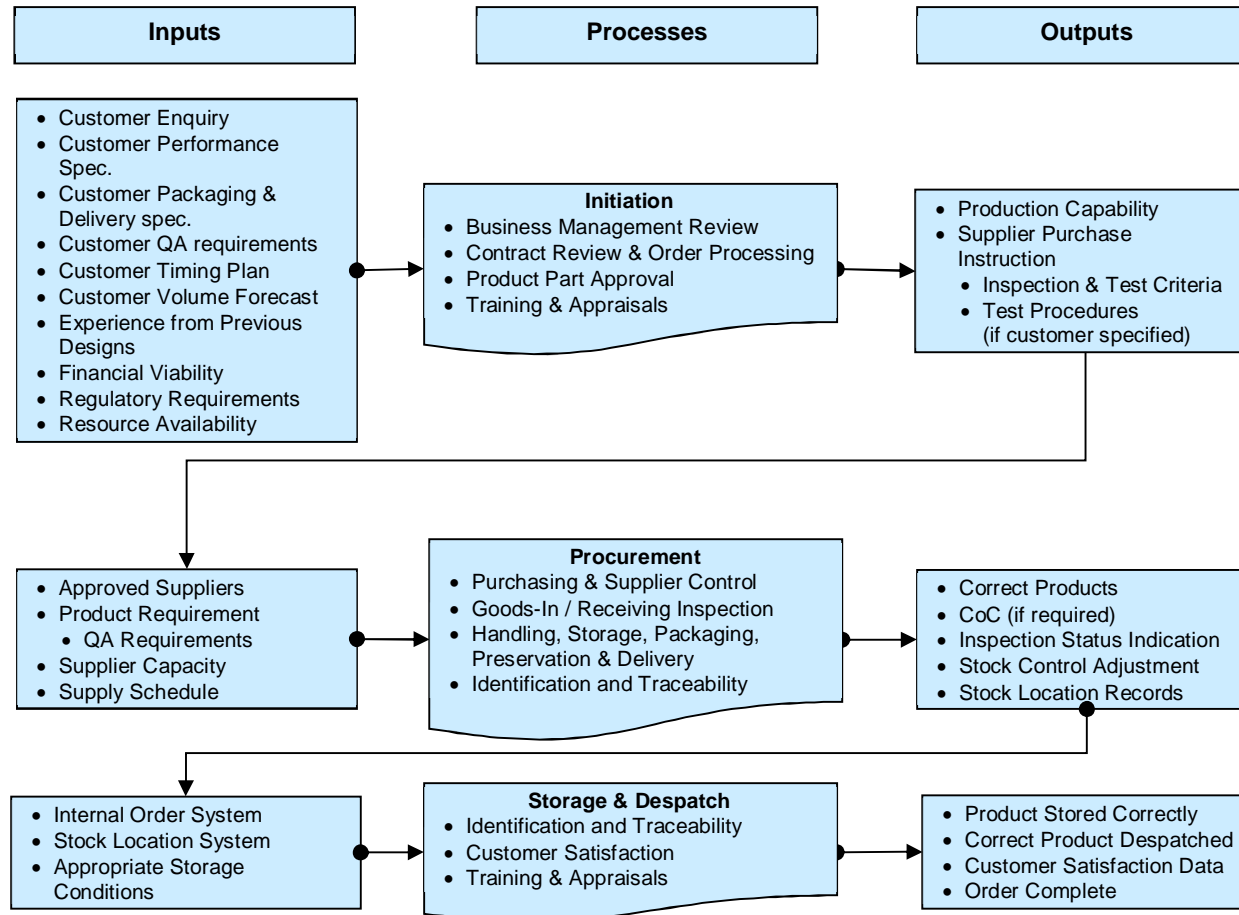 Inputs
Processes
Outputs
• Customer Enquiry
• Customer Performance
Spec.
• Customer Packaging &
Delivery spec.
• Customer QA requirements
• Customer Timing Plan
• Customer Volume Forecast
• Experience from Previous
Designs
• Financial Viability
• Regulatory Requirements
• Resource Availability
Initiation
• Business Management Review
• Contract Review & Order Processing
• Product Part Approval
• Training & Appraisals
• Production Capability
• Supplier Purchase
Instruction
• Inspection & Test Criteria
• Test Procedures
(if customer specified)
• Approved Suppliers
• Product Requirement
• QA Requirements
• Supplier Capacity
• Supply Schedule
Procurement
• Purchasing & Supplier Control
• Goods-In / Receiving Inspection
• Handling, Storage, Packaging,
Preservation & Delivery
• Identification and Traceability
• Correct Products
• CoC (if required)
• Inspection Status Indication
• Stock Control Adjustment
• Stock Location Records
• Internal Order System
• Stock Location System
• Appropriate Storage
Conditions
Storage & Despatch
• Identification and Traceability
• Customer Satisfaction
• Training & Appraisals
• Product Stored Correctly
• Correct Product Despatched
• Customer Satisfaction Data
• Order Complete